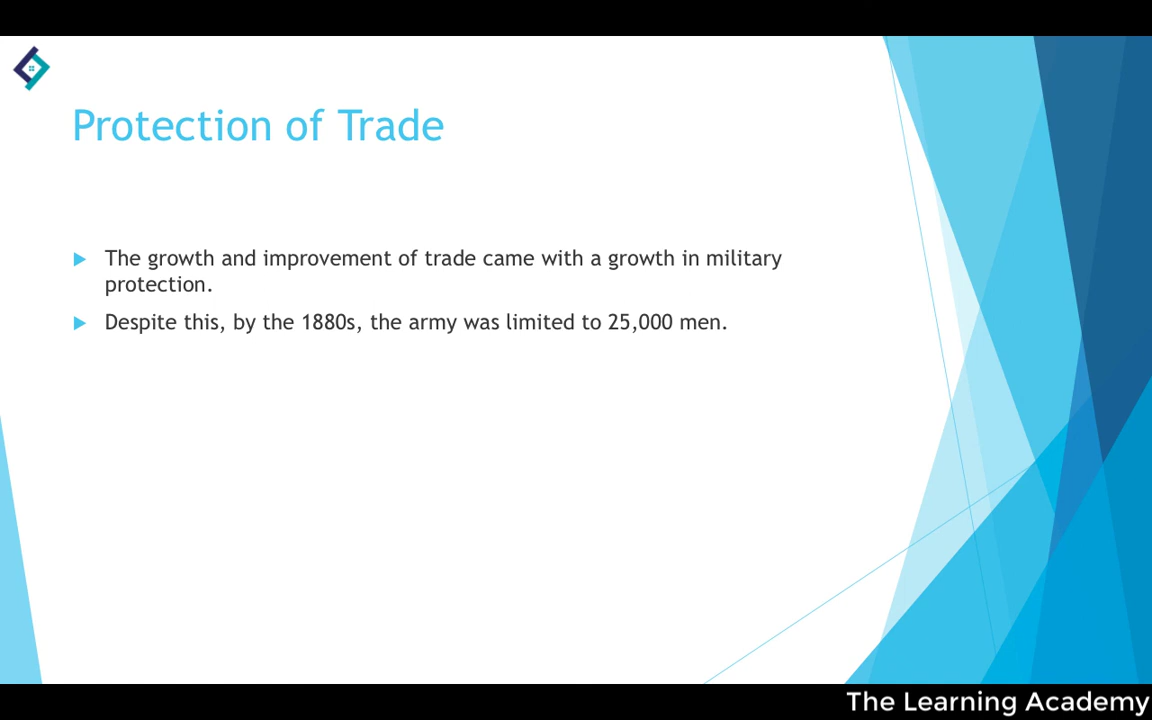 Protection of Trade
The growth and improvement of trade came with a growth in military
protection.
Despite this, by the 1880s, the army was limited to 25,000 men.
The Learning Academy